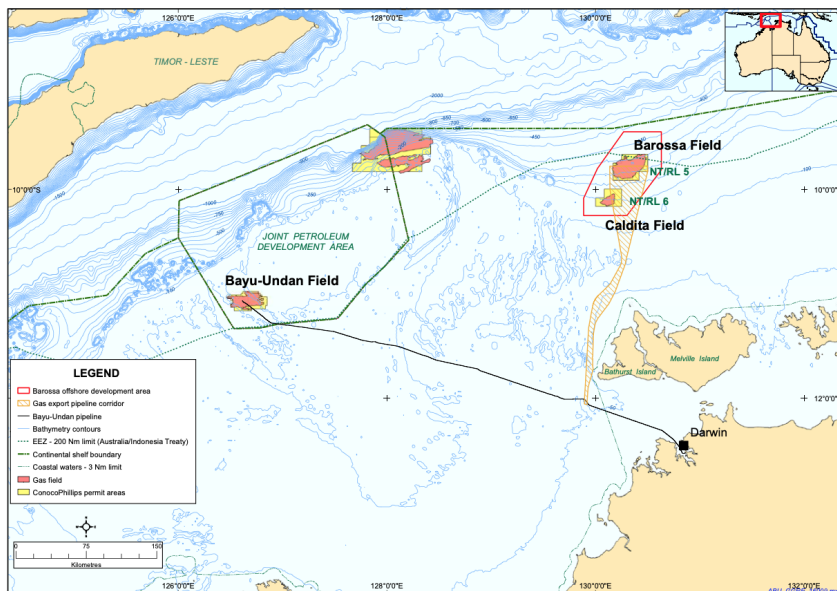 126°0'0"E
128°0'0"E
130°0'0"E
TIMOR - LESTE
-2000
Barossa Field
NT/RL 5
10°0'0"S
10°0'0"S
NT/RL 6
Caldita Field
JOINT PETROLEUM
DEVELOPMENT AREA
Bayu-Undan Field
Melville Island
Bathurst Island
LEGEND
Barossa offshore development area
Gas export pipeline corridor
Bayu-Undan pipeline
Bathymetry contours
EEZ - 200 Nm limit (Australia/Indonesia Treaty)
Continental shelf boundary
Coastal waters - 3 Nm limit
Gas field
ConocoPhillips permit areas
12°0'0"S
Darwin
0 75 150
Kilometres
126°0'0"E
128°0'0"E
130°0'0"E
132°0'0"E